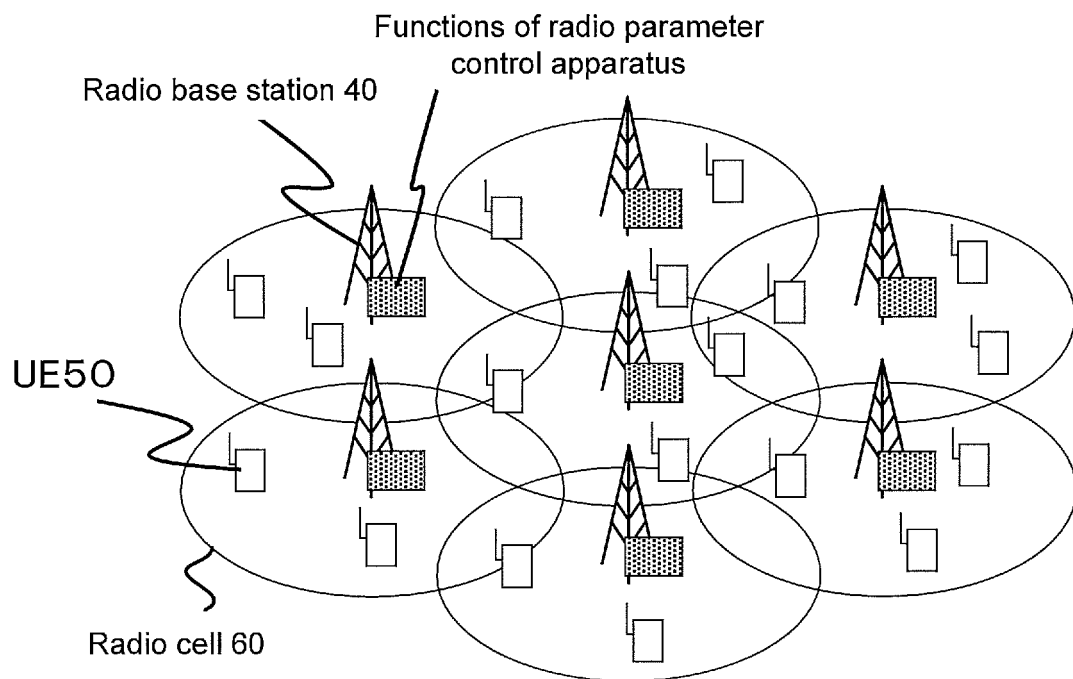 Functions of radio parameter
control apparatus
Radio base station 40
UE50
Radio cell 60